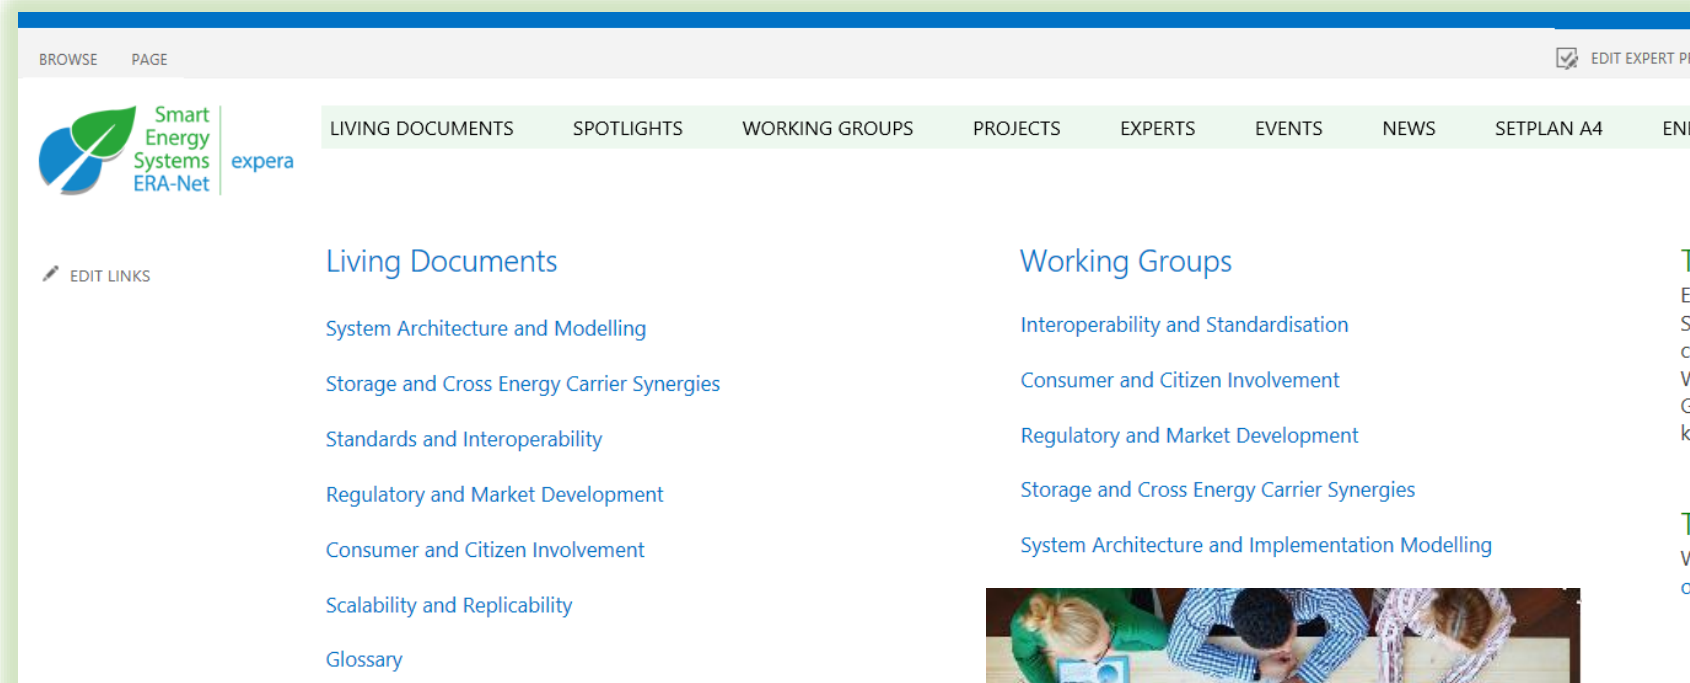 BROWSE PAGE EDIT EXPERT
Smart
Energy
Systems
ERA-Net
expera
LIVING DOCUMENTS SPOTLIGHTS WORKING GROUPS PROJECTS EXPERTS EVENTS NEWS SETPLAN A4
EDIT LINKS
Living Documents
System Architecture and Modelling
Storage and Cross Energy Carrier Synergies
Standards and Interoperability
Regulatory and Market Development
Consumer and Citizen Involvement
Scalability and Replicability
Glossary
Working Groups
Interoperability and Standardisation
Consumer and Citizen Involvement
Regulatory and Market Development
Storage and Cross Energy Carrier Synergies
System Architecture and Implementation Modelling